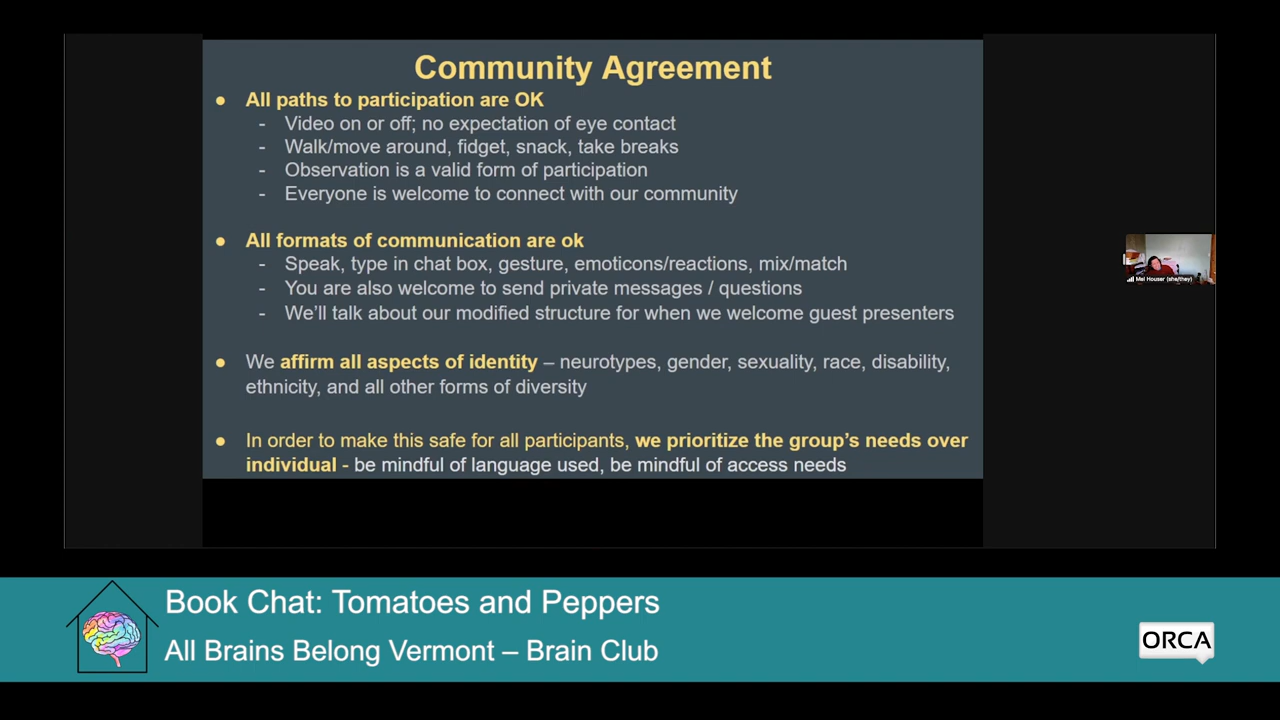 Community Agreement
● All paths to participation are OK
- Video on or off; no expectation of eye contact
- Walk/move around, fidget, snack, take breaks
- Observation is a valid form of participation
- Everyone is welcome to connect with our community
● All formats of communication are ok
- Speak, type in chat box, gesture, emoticons/reactions, mix/match
- You are also welcome to send private messages / questions
- We’ll talk about our modified structure for when we welcome guest presenters
● We affirm all aspects of identity – neurotypes, gender, sexuality, race, disability,
ethnicity, and all other forms of diversity
● In order to make this safe for all participants, we prioritize the group’s needs over
individual - be mindful of language used, be mindful of access needs
Mel Houser (she/they)
Book Chat: Tomatoes and Peppers
All Brains Belong Vermont – Brain Club
ORCA